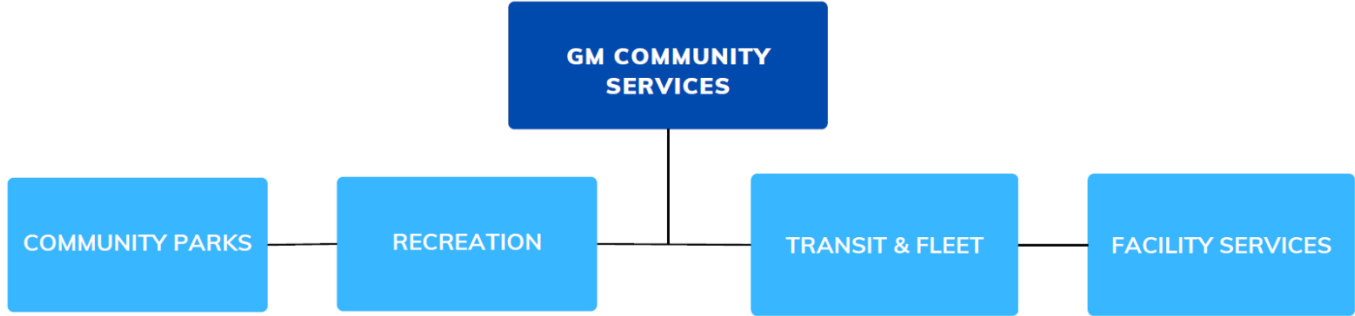 GM COMMUNITY
SERVICES
COMMUNITY PARKS
RECREATION
TRANSIT & FLEET
FACILITY SERVICES